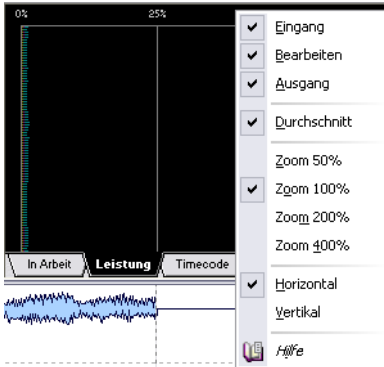 0% 25%
Eingang
Bearbeiten
Ausgang
Durchschnitt
Zoom 50%
Zoom 100%
Zoom 200%
Zoom 400%
Horizontal
Vertikal
Hilfe
In Arbeit Leistung Timecode